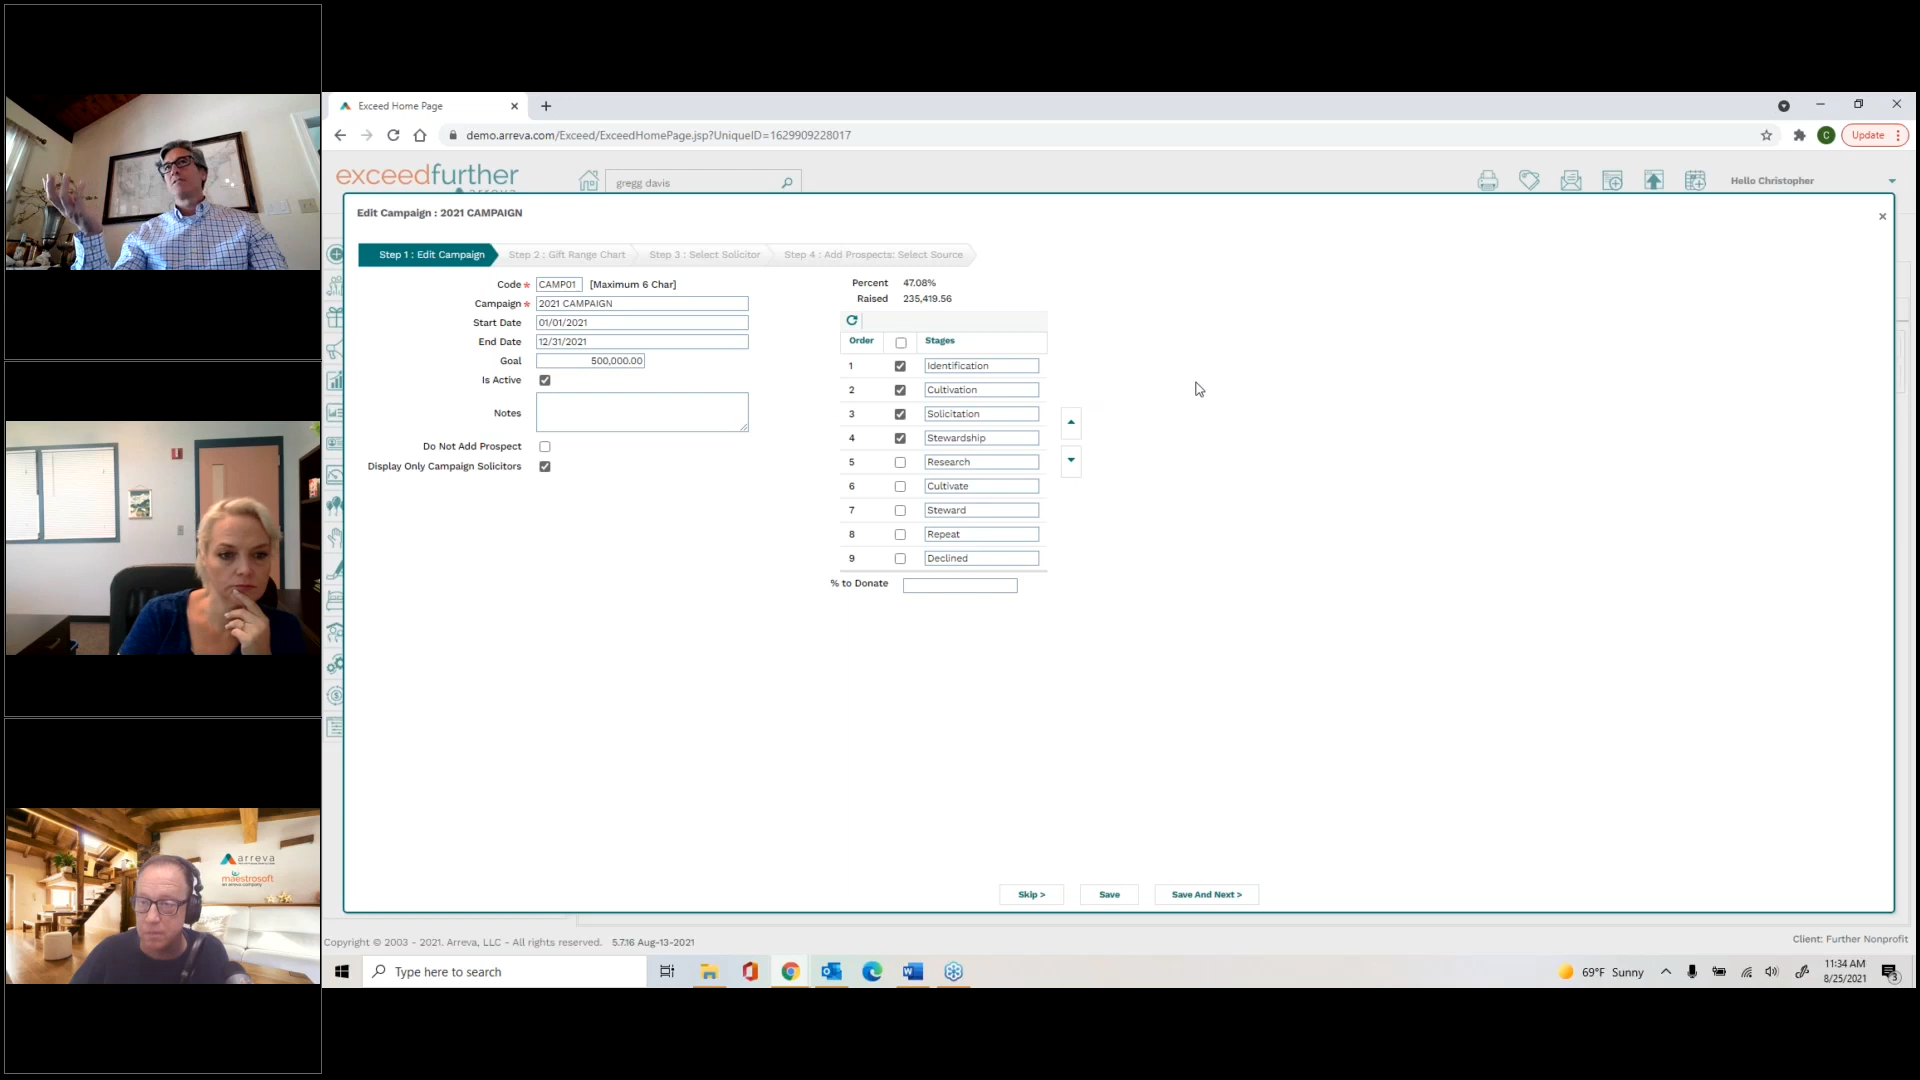 Exceed Home Page
demo.arreva.com/Exceed/ExceedHomePage.jsp?UniqueID=1629909228017
C
Update
exceedfurther
gregg davis
Hello Christopher
Edit Campaign : 2021 CAMPAIGN
Step 1 : Edit Campaign
Step 2 : Gift Range Chart
Step 3 : Select Solicitor
Step 4 : Add Prospects: Select Source
Code * CAMP01 [Maximum 6 Char]
Campaign * 2021 CAMPAIGN
Start Date 01/01/2021
End Date 12/31/2021
Goal 500,000.00
Is Active
Notes
Do Not Add Prospect
Display Only Campaign Solicitors
Percent 47.08%
Raised 235,419.56
Order Stages
1 Identification
2 Cultivation
3 Solicitation
4 Stewardship
5 Research
6 Cultivate
7 Steward
8 Repeat
9 Declined
% to Donate
Skip >
Save
Save And Next >
Copyright © 2003 - 2021. Arreva, LLC - All rights reserved. 5.7.16 Aug-13-2021
Client: Further Nonprofit
Type here to search
69°F Sunny
11:34 AM
8/25/2021
3
arreva
maestrosoft